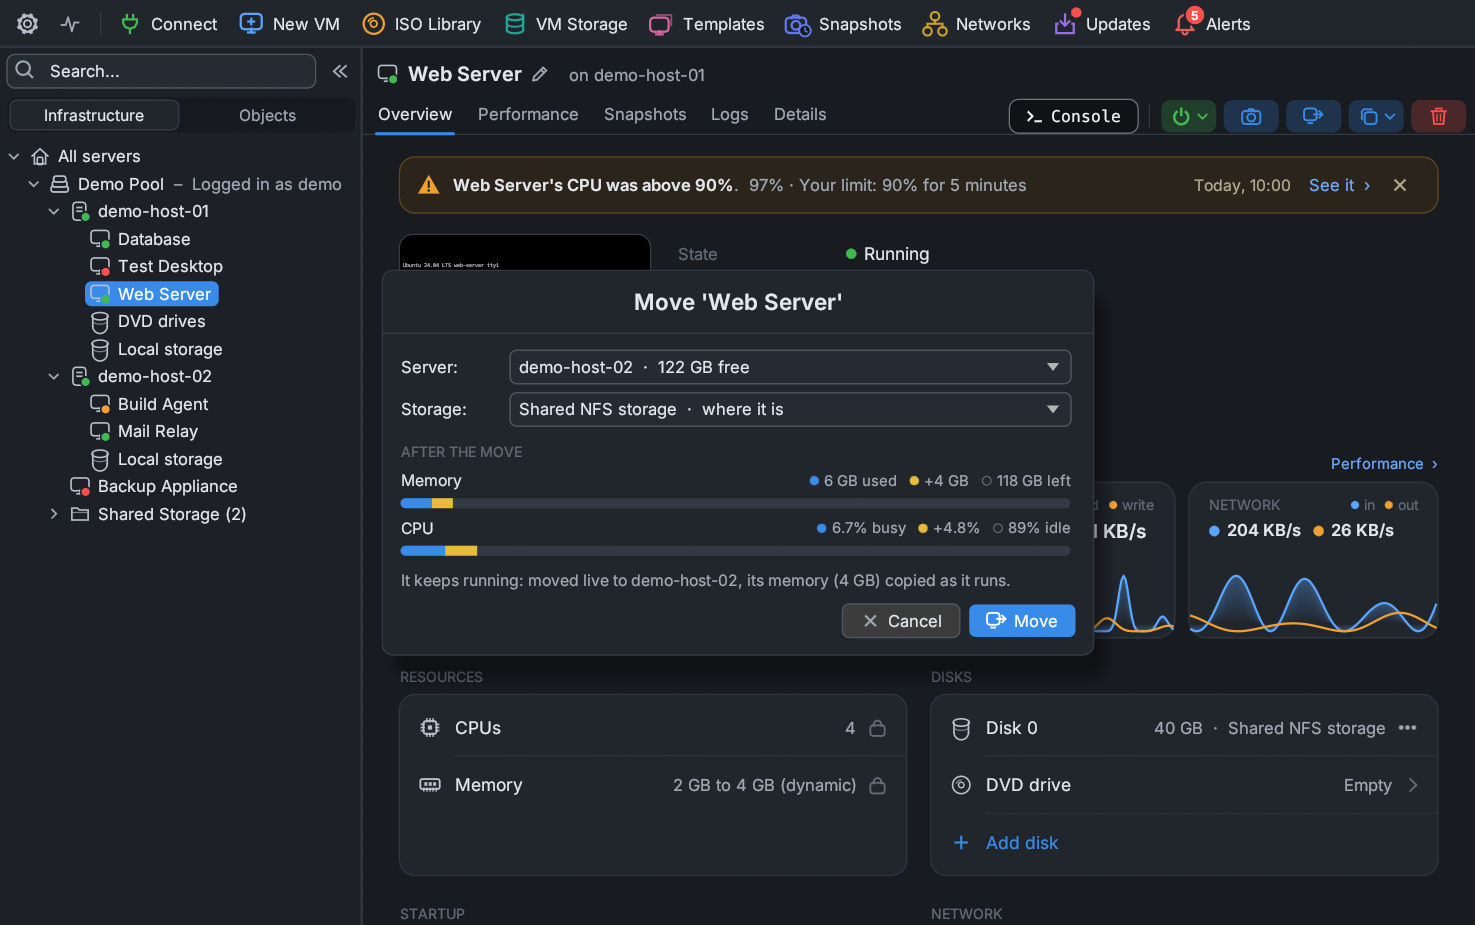 Connect
New VM
ISO Library
VM Storage
Templates
Snapshots
Networks
Updates
5
Alerts
Search...
Infrastructure
Objects
All servers
Demo Pool – Logged in as demo
demo-host-01
Database
Test Desktop
Web Server
DVD drives
Local storage
demo-host-02
Build Agent
Mail Relay
Local storage
Backup Appliance
Shared Storage (2)
Web Server on demo-host-01
Overview Performance Snapshots Logs Details
>_ Console
Web Server's CPU was above 90%. 97% · Your limit: 90% for 5 minutes
Today, 10:00 See it ›
Ubuntu 24.04 LTS web-server tty1
State Running
Move 'Web Server'
Server: demo-host-02 · 122 GB free
Storage: Shared NFS storage · where it is
AFTER THE MOVE
Memory 6 GB used +4 GB 118 GB left
CPU 6.7% busy +4.8% 89% idle
It keeps running: moved live to demo-host-02, its memory (4 GB) copied as it runs.
Cancel
Move
Performance ›
write
KB/s
NETWORK in out
204 KB/s 26 KB/s
RESOURCES
CPUs 4
Memory 2 GB to 4 GB (dynamic)
DISKS
Disk 0 40 GB · Shared NFS storage
DVD drive Empty
+ Add disk
STARTUP
NETWORK